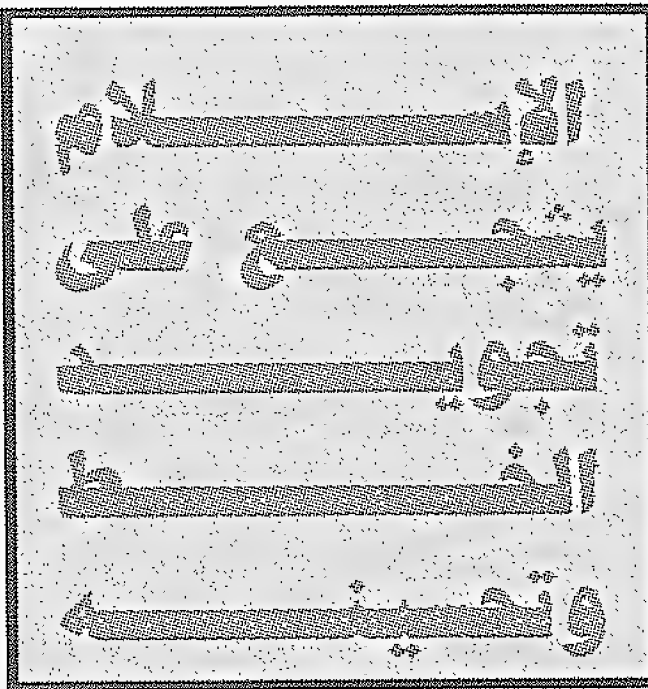 الإسلام
يشجع على
تجويد
الخط
وتحسينه